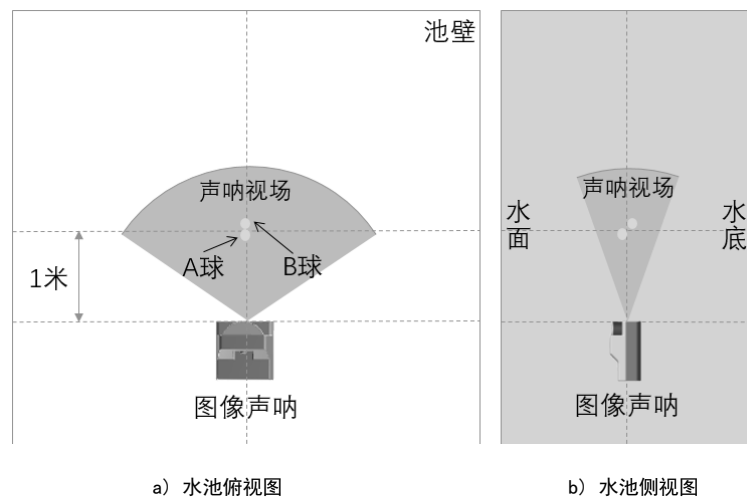 池壁
声呐视场
A球
B球
1米
图像声呐
a）水池俯视图
声呐视场
水面
水底
图像声呐
b）水池侧视图